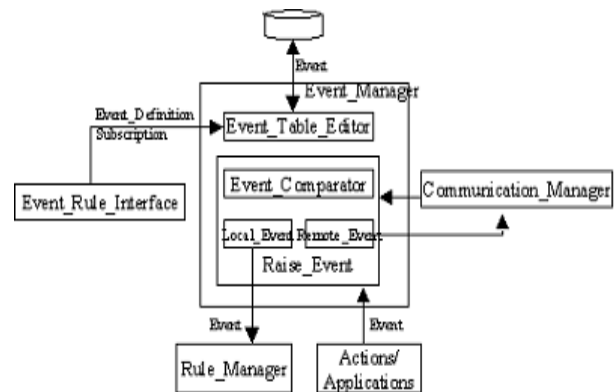 Event
Event_Manager
Event_Definition
Subscription
Event_Table_Editor
Event_Rule_Interface
Event_Comparator
Communication_Manager
Local_Event
Remote_Event
Raise_Event
Event
Event
Rule_Manager
Actions/
Applications